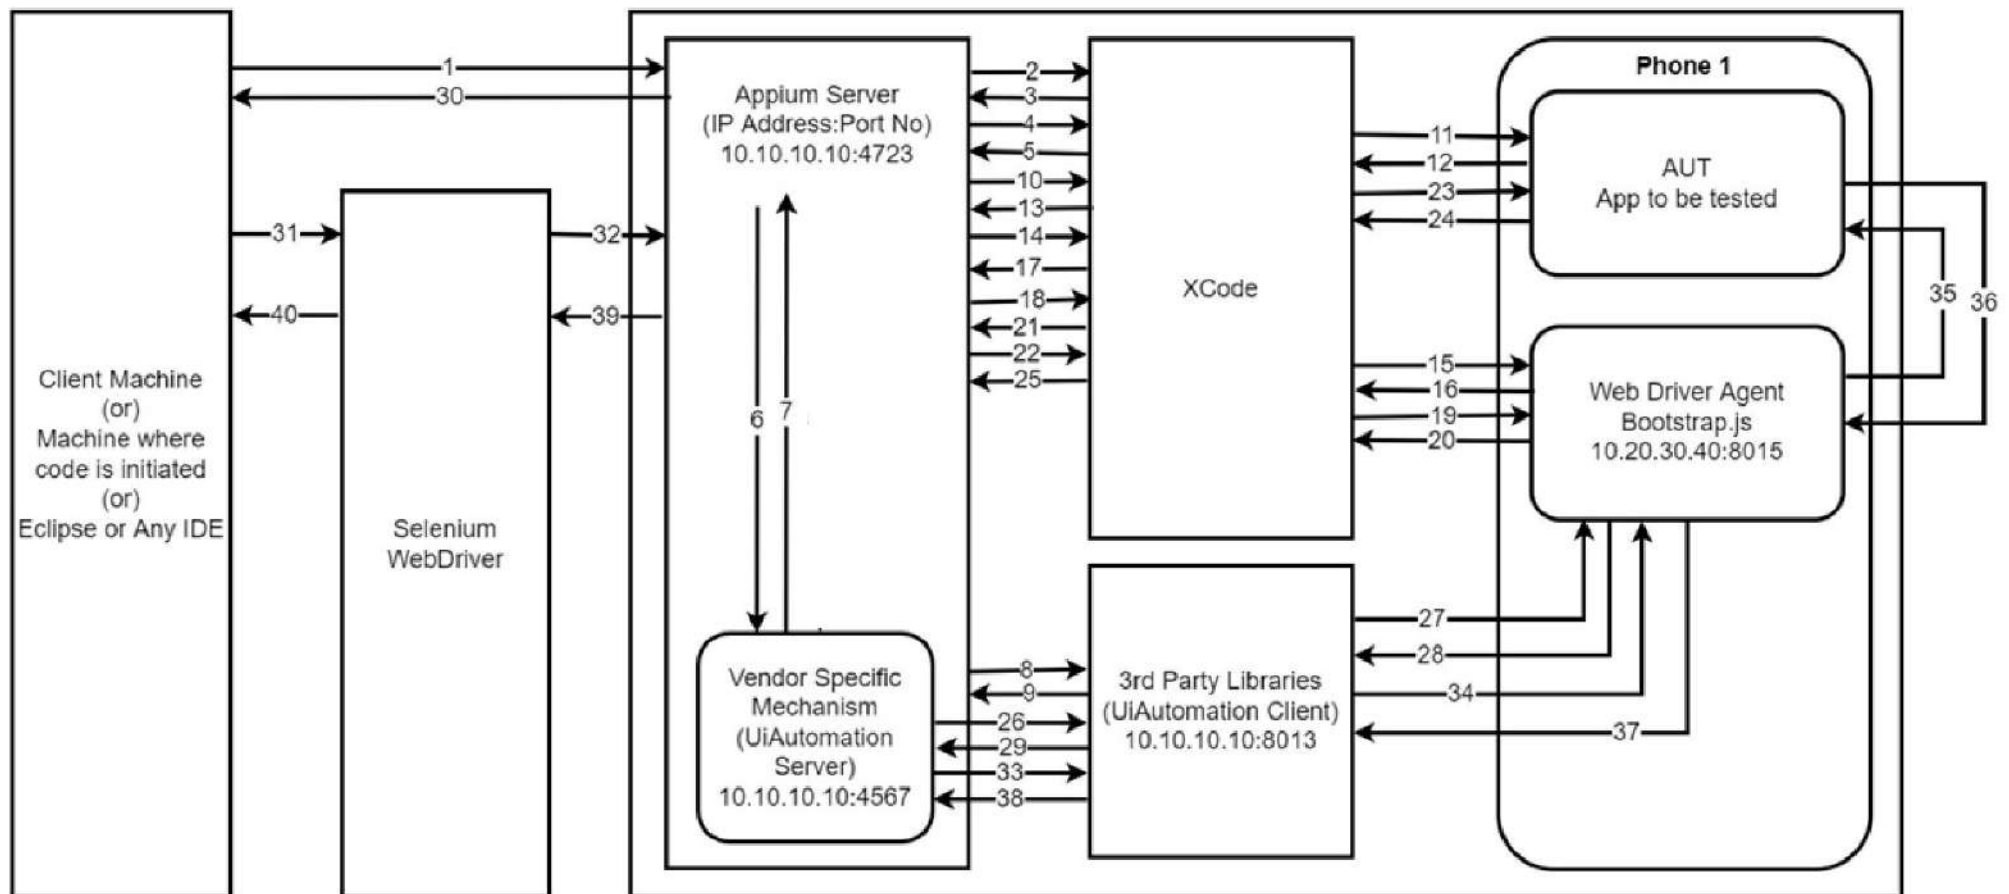 Phone 1
1
30
2
3
4
5
10
13
14
17
18
21
22
25
Appium Server
(IP Address:Port No)
10.10.10.10:4723
11
12
23
24
AUT
App to be tested
31
32
40
39
XCode
35
36
15
16
19
20
Web Driver Agent
Bootstrap.js
10.20.30.40:8015
Client Machine
(or)
Machine where
code is initiated
(or)
Eclipse or Any IDE
6
7
Selenium
WebDriver
Vendor Specific
Mechanism
(UiAutomation
Server)
10.10.10.10:4567
8
9
26
29
33
38
3rd Party Libraries
(UiAutomation Client)
10.10.10.10:8013
27
28
34
37